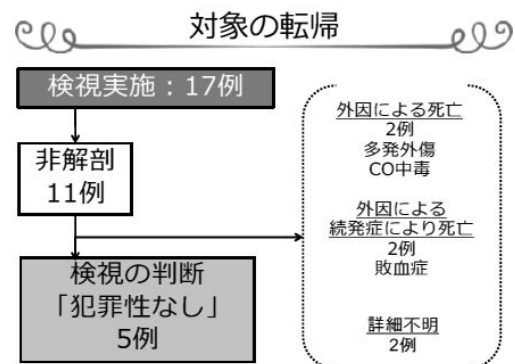 対象の転帰
検視実施：17例
非解剖
11例
検視の判断
「犯罪性なし」
5例
外因による死亡
2例
多発外傷
CO中毒
外因による
続発症により死亡
2例
敗血症
詳細不明
2例